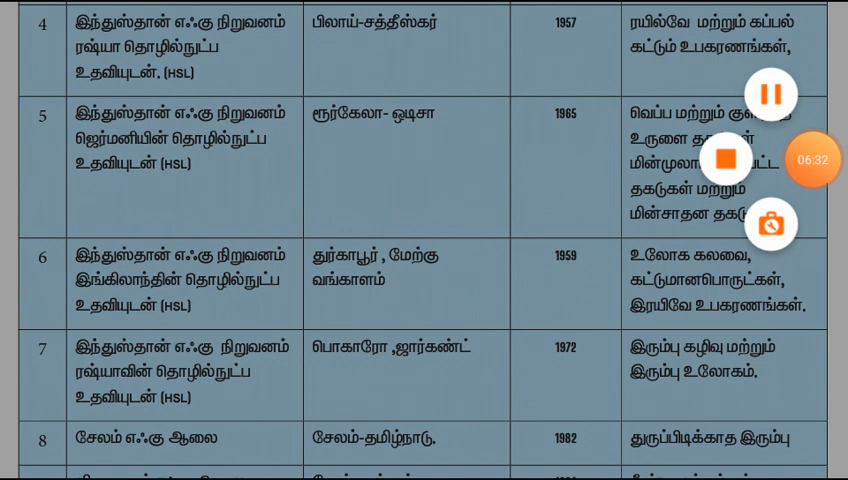 4 இந்துஸ்தான் எஃகு நிறுவனம் பிலாய்-சத்தீஸ்கர் 1957 ரயில்வே மற்றும் கப்பல்
ரஷ்யா தொழில்நுட்ப கட்டும் உபகரணங்கள்,
உதவியுடன். (HSL)
5 இந்துஸ்தான் எஃகு நிறுவனம் ரூர்கேலா- ஒடிசா 1965 வெப்ப மற்றும்
ஜெர்மனியின் தொழில்நுட்ப உருளை
உதவியுடன் (HSL)
தகடுகள் மற்றும்
மின்சாதன
6 இந்துஸ்தான் எஃகு நிறுவனம் துர்காபூர் , மேற்கு 1959 உலோக கலவை,
இங்கிலாந்தின் தொழில்நுட்ப வங்காளம் கட்டுமானபொருட்கள்,
உதவியுடன் (HSL) இரயிவே உபகரணங்கள்.
7 இந்துஸ்தான் எஃகு நிறுவனம் பொகாரோ ,ஜார்கண்ட் 1972 இரும்பு கழிவு மற்றும்
ரஷ்யாவின் தொழில்நுட்ப இரும்பு உலோகம்.
உதவியுடன் (HSL)
8 சேலம் எஃகு ஆலை சேலம்-தமிழ்நாடு. 1982 துருப்பிடிக்காத இரும்பு
06:32